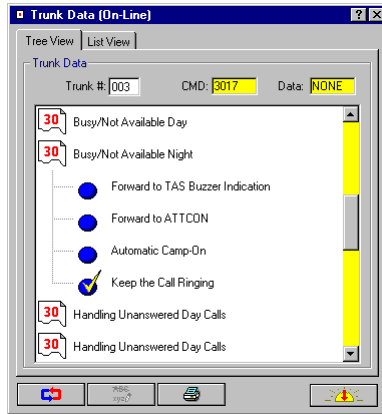 Trunk Data (On-Line)
Tree View List View
Trunk Data
Trunk #: 003 CMD: 3017 Data: NONE
30 Busy/Not Available Day
30 Busy/Not Available Night
Forward to TAS Buzzer Indication
Forward to ATTCON
Automatic Camp-On
Keep the Call Ringing
30 Handling Unanswered Day Calls
30 Handling Unanswered Day Calls